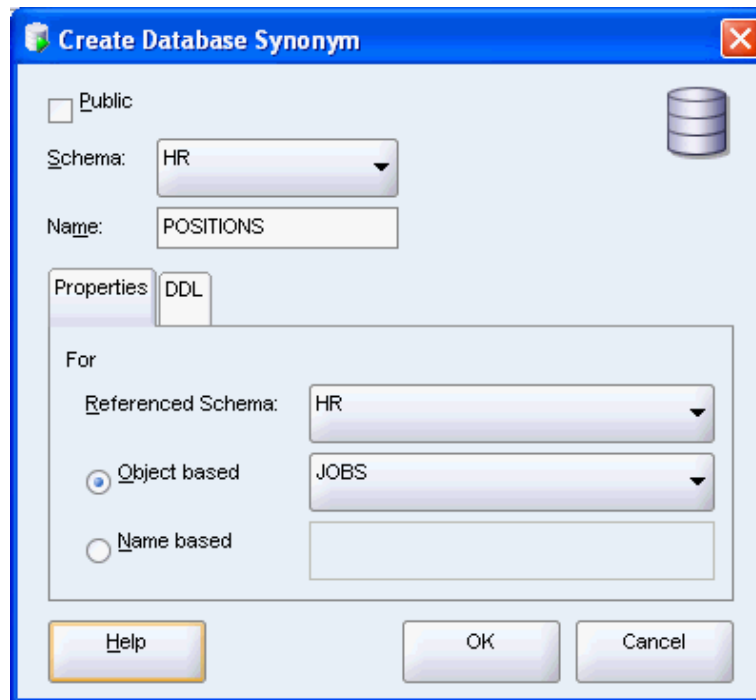 Create Database Synonym
Public
Schema: HR
Name: POSITIONS
Properties DDL
For
Referenced Schema: HR
Object based JOBS
Name based
Help OK Cancel